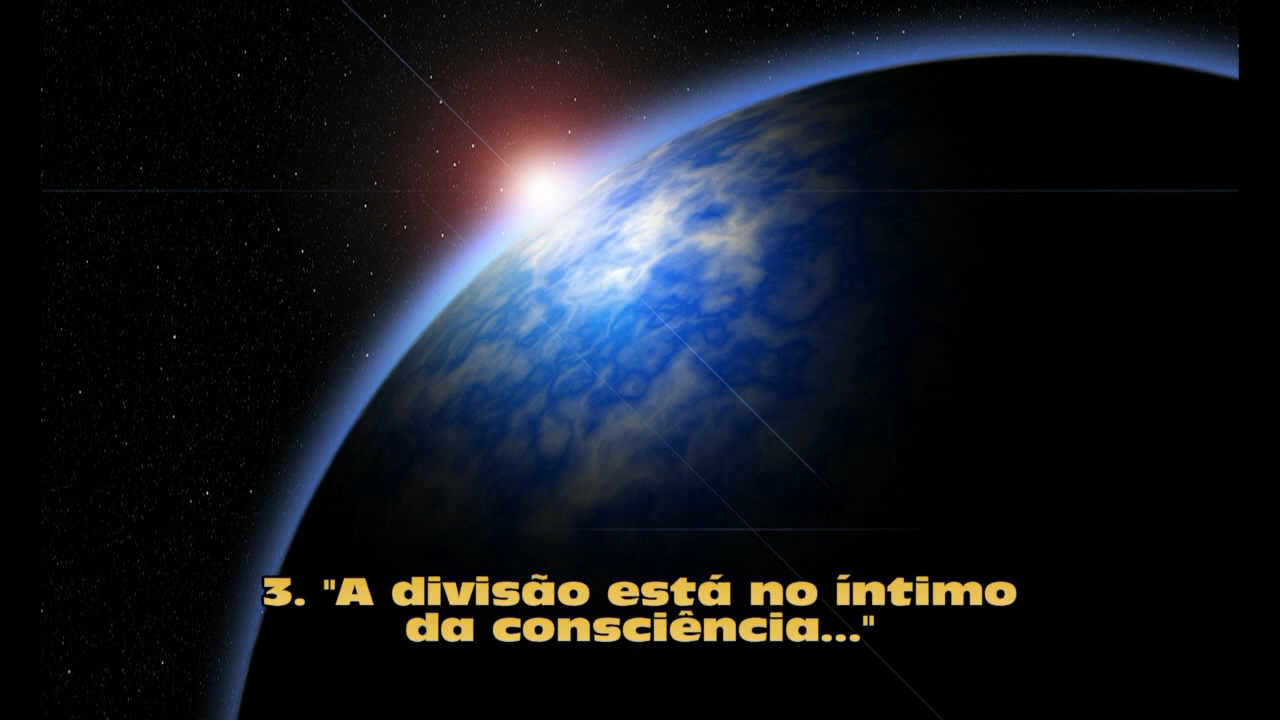 3. "A divisão está no íntimo
da consciência..."